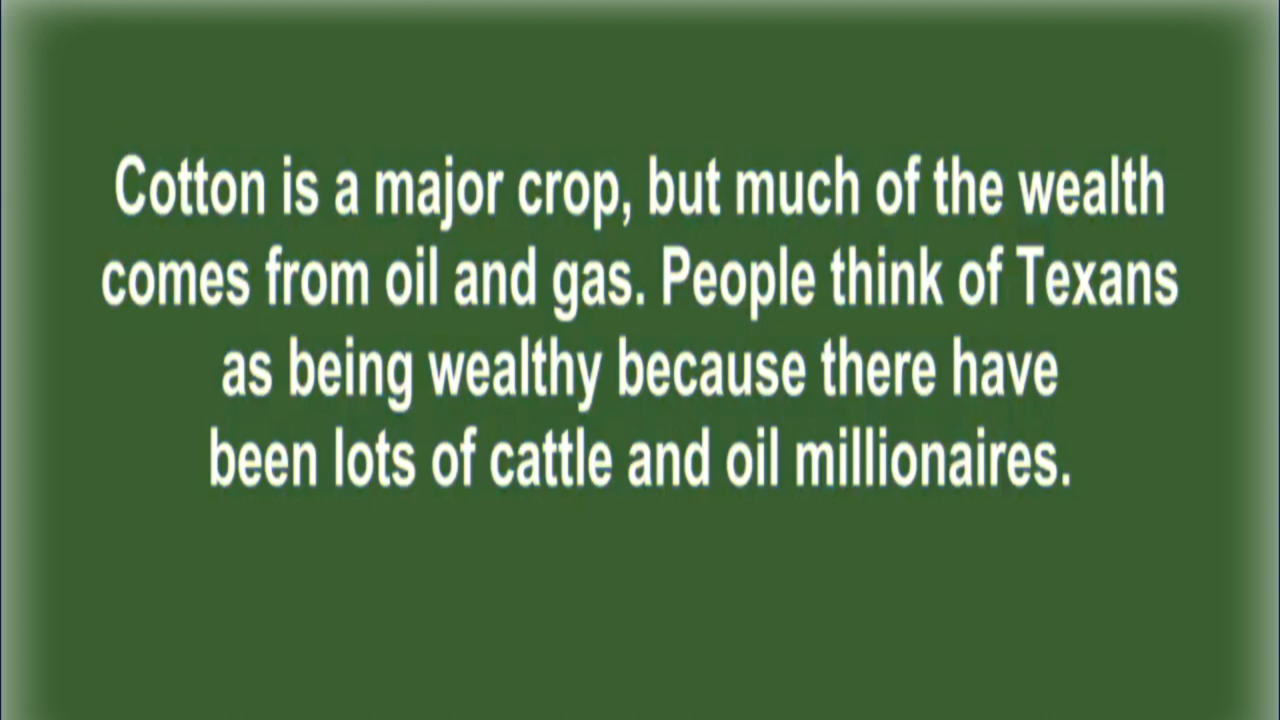 Cotton is a major crop, but much of the wealth
comes from oil and gas. People think of Texans
as being wealthy because there have
been lots of cattle and oil millionaires.